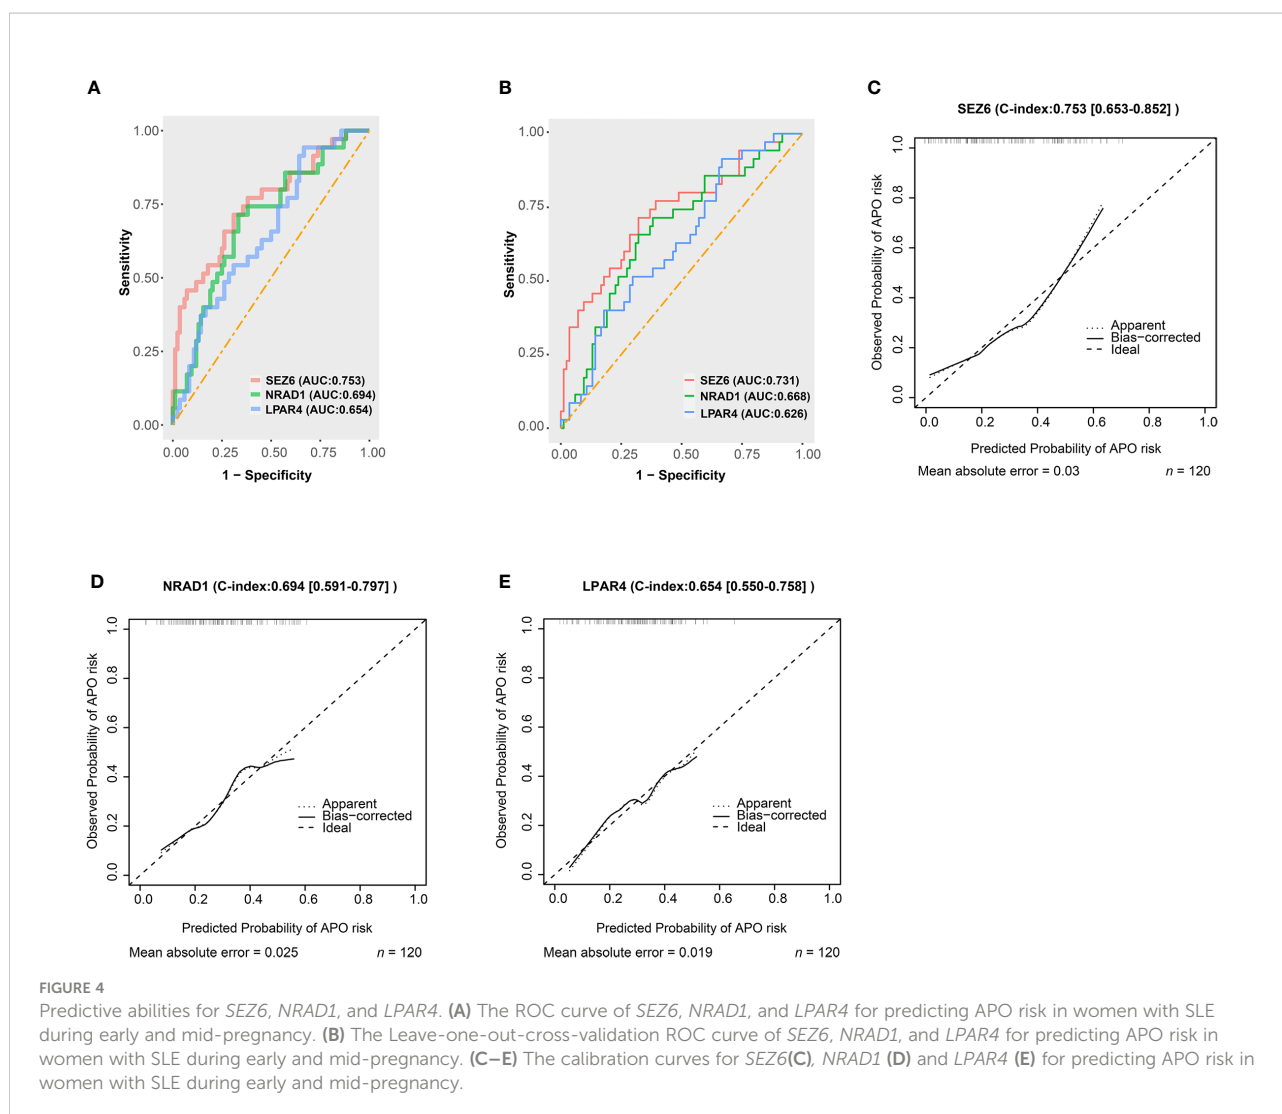 A
1.00
0.75
0.50
0.25
0.00
Sensitivity
SEZ6 (AUC:0.753)
NRAD1 (AUC:0.694)
LPAR4 (AUC:0.654)
0.00 0.25 0.50 0.75 1.00
1 − Specificity
B
1.00
0.75
0.50
0.25
0.00
Sensitivity
SEZ6 (AUC:0.731)
NRAD1 (AUC:0.668)
LPAR4 (AUC:0.626)
0.00 0.25 0.50 0.75 1.00
1 − Specificity
C
SEZ6 (C-index:0.753 [0.653-0.852] )
Observed Probability of APO risk
1.0
0.8
0.6
0.4
0.2
0.0
Apparent
Bias−corrected
Ideal
0.0 0.2 0.4 0.6 0.8 1.0
Predicted Probability of APO risk
Mean absolute error = 0.03 n = 120
D
NRAD1 (C-index:0.694 [0.591-0.797] )
Observed Probability of APO risk
1.0
0.8
0.6
0.4
0.2
0.0
Apparent
Bias−corrected
Ideal
0.0 0.2 0.4 0.6 0.8 1.0
Predicted Probability of APO risk
Mean absolute error = 0.025 n = 120
E
LPAR4 (C-index:0.654 [0.550-0.758] )
Observed Probability of APO risk
1.0
0.8
0.6
0.4
0.2
0.0
Apparent
Bias−corrected
Ideal
0.0 0.2 0.4 0.6 0.8 1.0
Predicted Probability of APO risk
Mean absolute error = 0.019 n = 120
FIGURE 4
Predictive abilities for SEZ6, NRAD1, and LPAR4. (A) The ROC curve of SEZ6, NRAD1, and LPAR4 for predicting APO risk in women with SLE
during early and mid-pregnancy. (B) The Leave-one-out-cross-validation ROC curve of SEZ6, NRAD1, and LPAR4 for predicting APO risk in
women with SLE during early and mid-pregnancy. (C–E) The calibration curves for SEZ6(C), NRAD1 (D) and LPAR4 (E) for predicting APO risk in
women with SLE during early and mid-pregnancy.